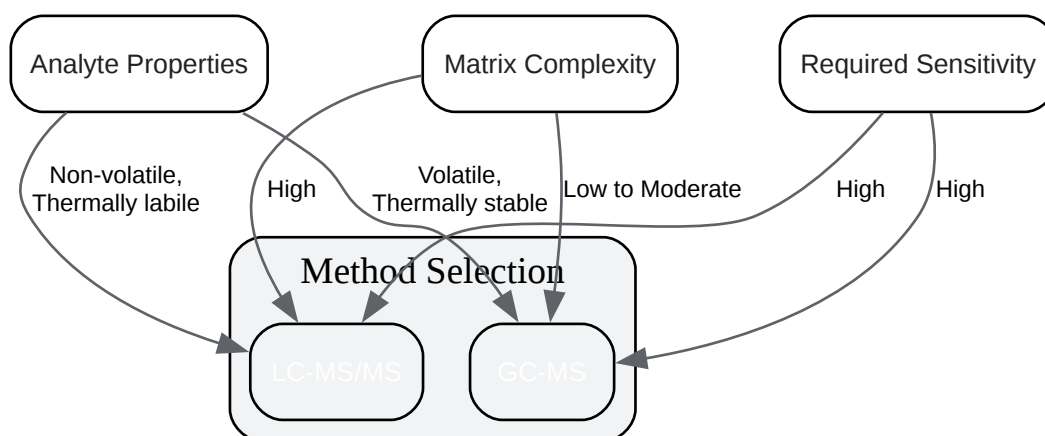 Analyte Properties
Matrix Complexity
Required Sensitivity
Non-volatile,
Thermally labile
High
Volatile,
Thermally stable
Low to Moderate
High
High
Method Selection
LC-MS/MS
GC-MS